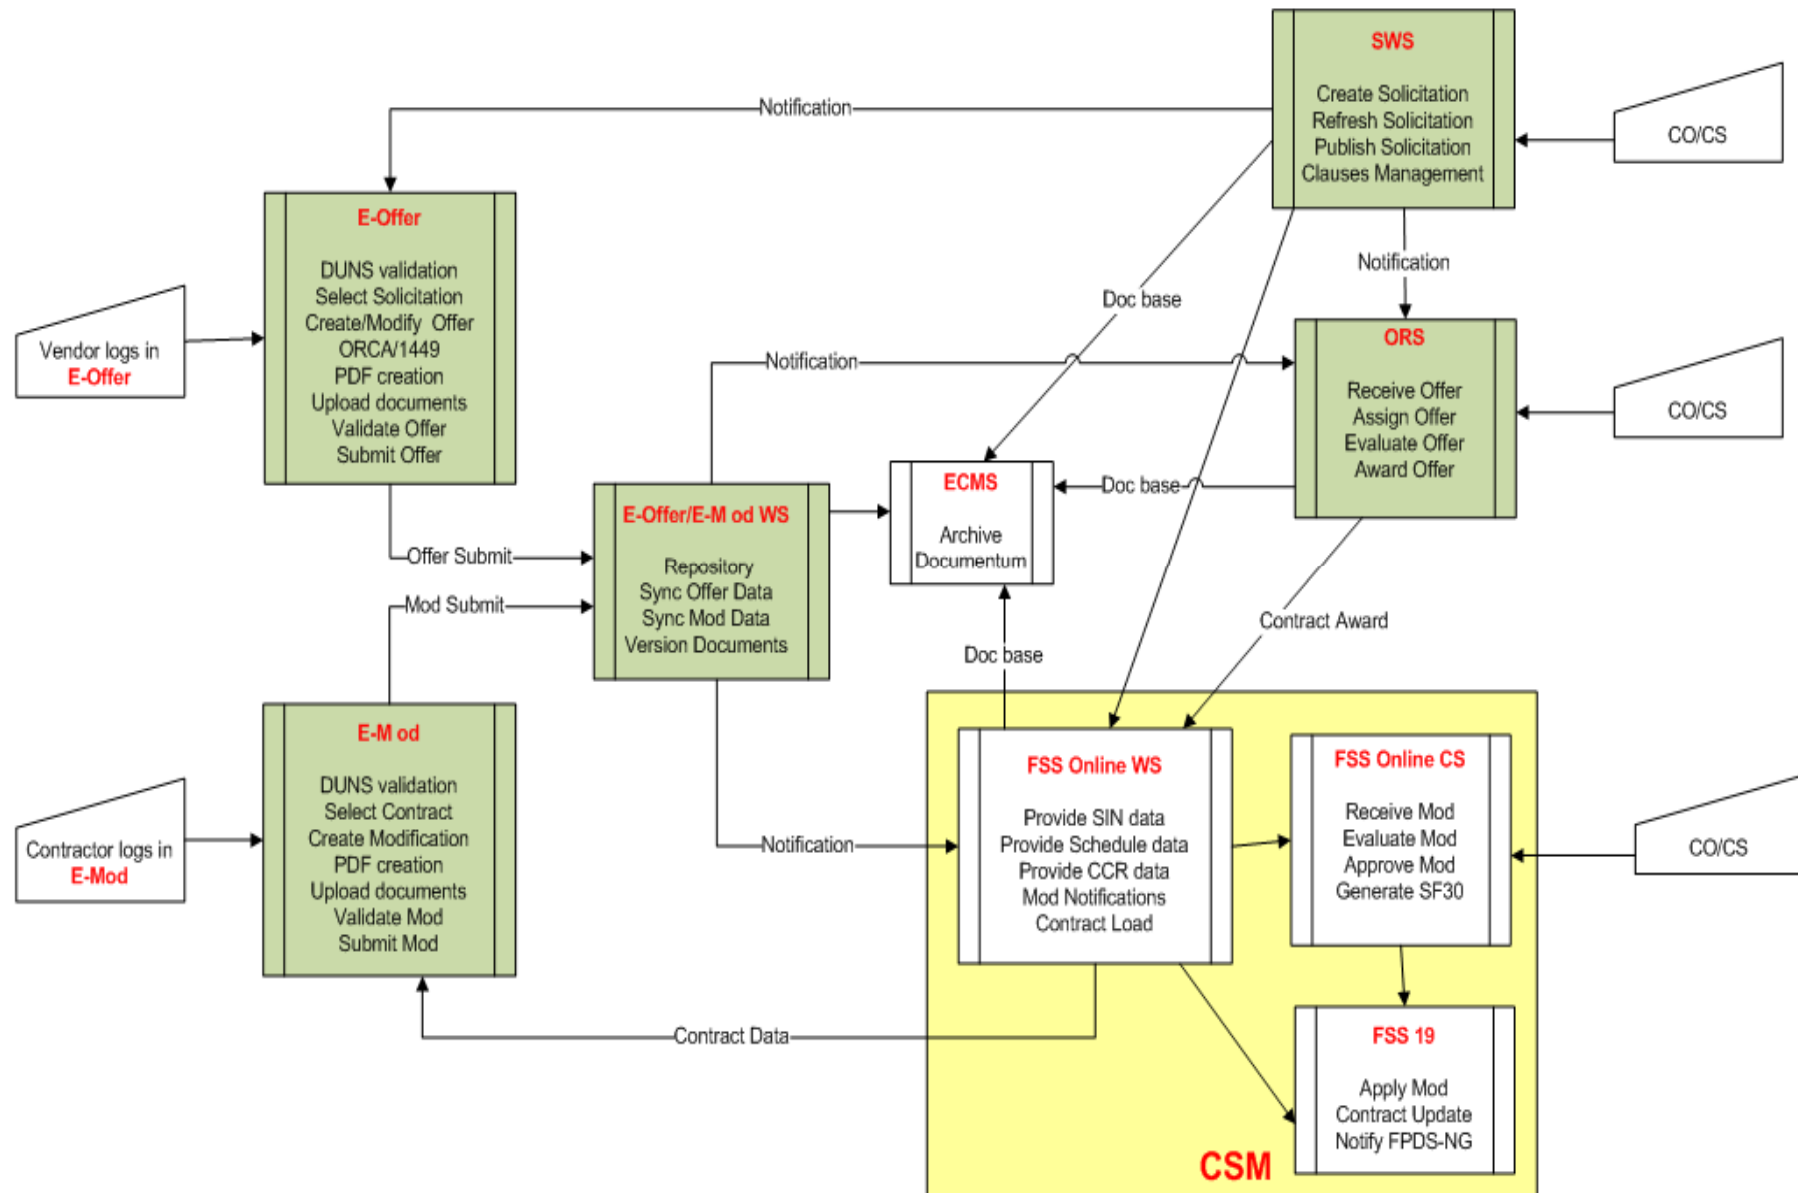 SWS
Create Solicitation
Refresh Solicitation
Publish Solicitation
Clauses Management
CO/CS
Notification
E-Offer
DUNS validation
Select Solicitation
Create/Modify Offer
ORCA/1449
PDF creation
Upload documents
Validate Offer
Submit Offer
Vendor logs in
E-Offer
Notification
Doc base
Notification
ORS
Receive Offer
Assign Offer
Evaluate Offer
Award Offer
CO/CS
ECMS
Archive
Documentum
Doc base
E-Offer/E-M od WS
Repository
Sync Offer Data
Sync Mod Data
Version Documents
Offer Submit
Mod Submit
Contract Award
Doc base
E-M od
DUNS validation
Select Contract
Create Modification
PDF creation
Upload documents
Validate Mod
Submit Mod
Contractor logs in
E-Mod
Notification
FSS Online WS
Provide SIN data
Provide Schedule data
Provide CCR data
Mod Notifications
Contract Load
FSS Online CS
Receive Mod
Evaluate Mod
Approve Mod
Generate SF30
CO/CS
Contract Data
FSS 19
Apply Mod
Contract Update
Notify FPDS-NG
CSM